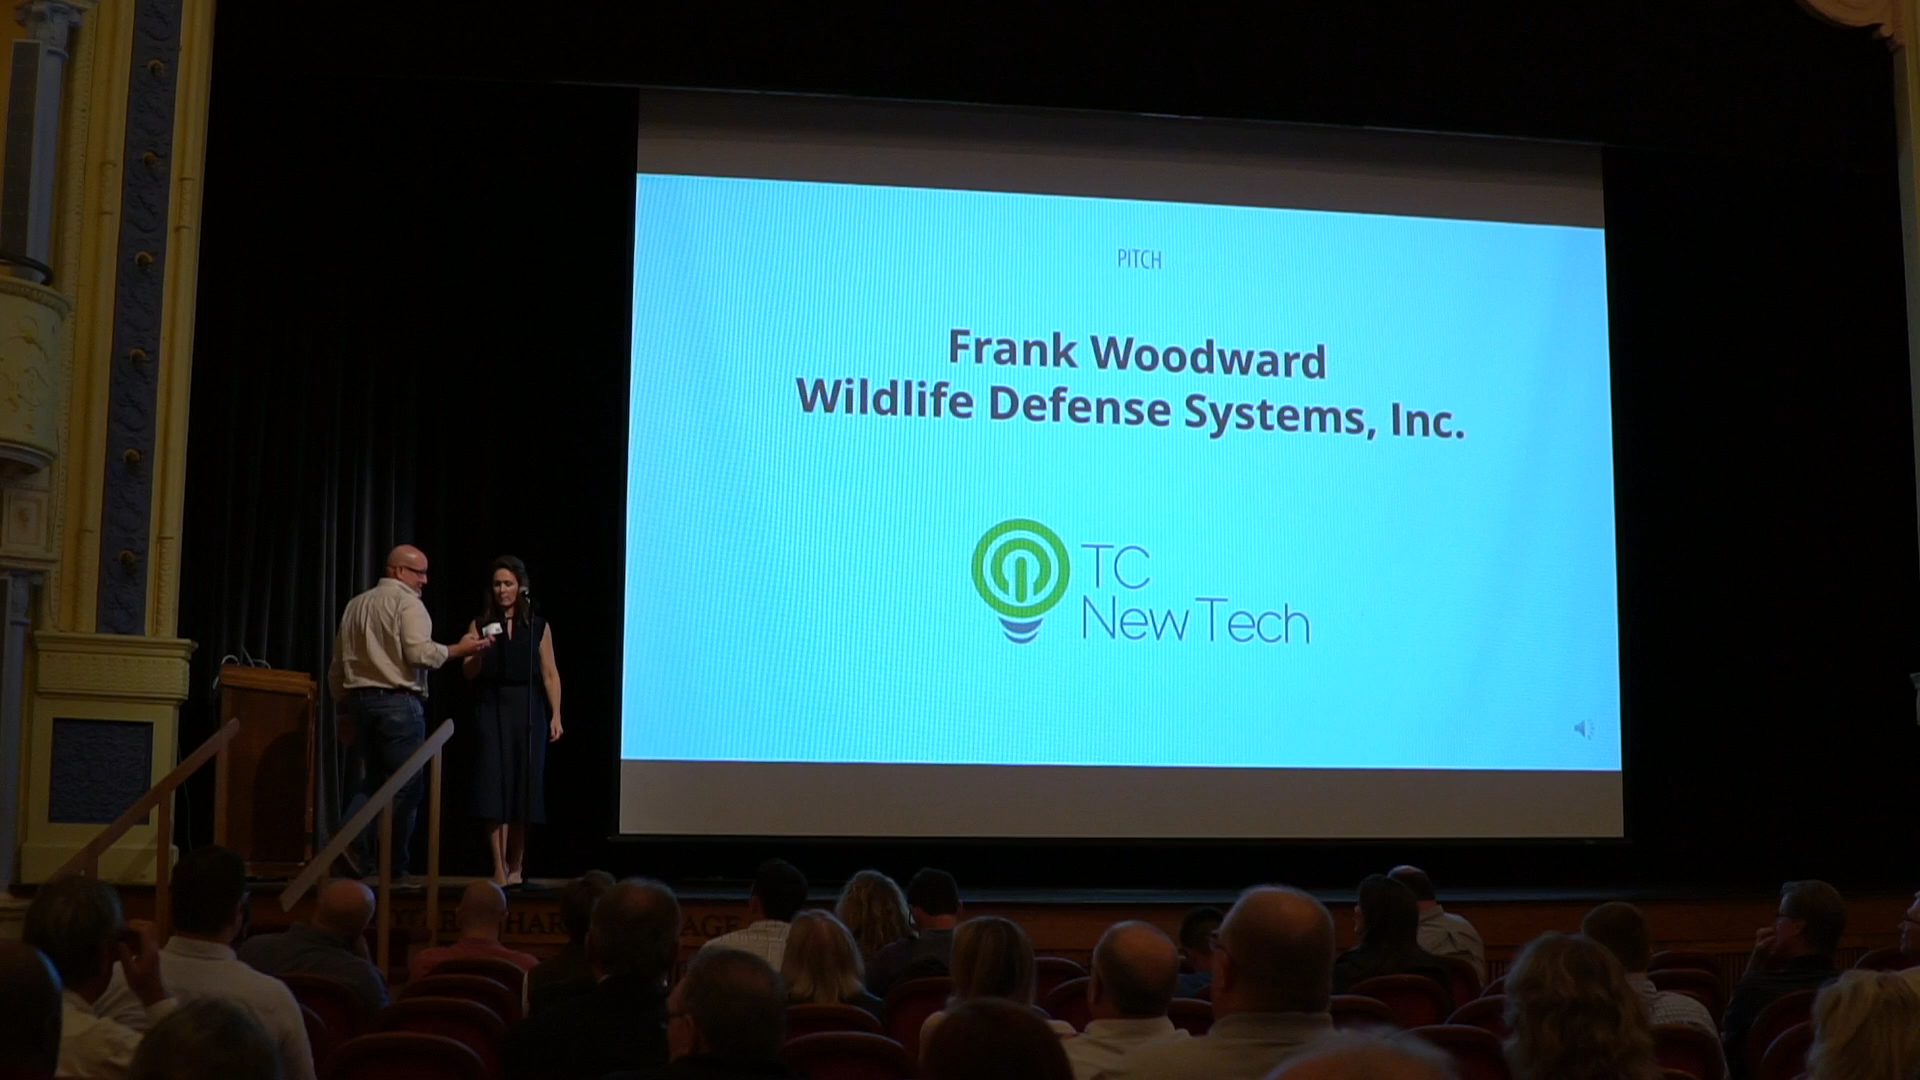 PITCH
Frank Woodward
Wildlife Defense Systems, Inc.
TC
New Tech